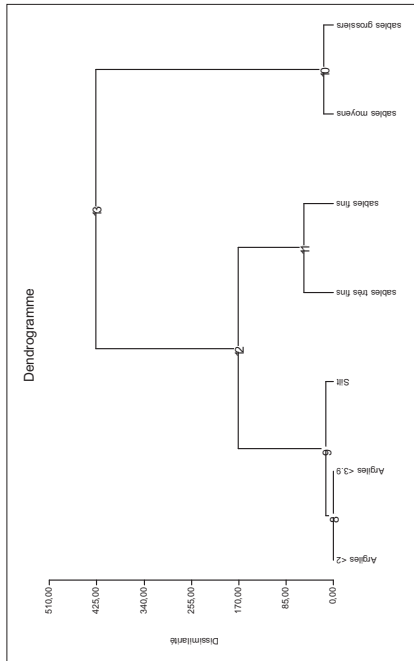 Dendrogramme
Dissimilarité
510,00
425,00
340,00
255,00
170,00
85,00
0,00
13
12
11
10
9
8
Argiles <2
Argiles <3.9
Silt
sables très fins
sables fins
sables moyens
sables grossiers